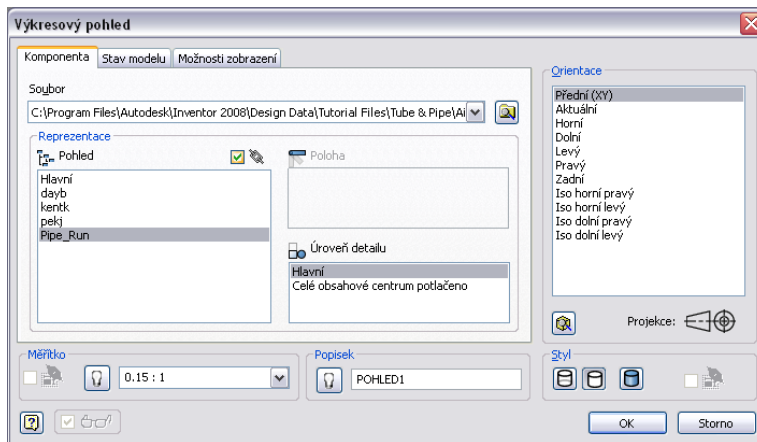 Výkresový pohled
Komponenta Stav modelu Možnosti zobrazení
Soubor
C:\Program Files\Autodesk\Inventor 2008\Design Data\Tutorial Files\Tube & Pipe\Ai
Reprezentace
Pohled
Hlavní
dayb
kentk
pekj
Pipe_Run
Poloha
Úroveň detailu
Hlavní
Celé obsahové centrum potlačeno
Orientace
Přední (XY)
Aktuální
Horní
Dolní
Levý
Pravý
Zadní
Iso horní pravý
Iso horní levý
Iso dolní pravý
Iso dolní levý
Projekce:
Měřítko
0.15 : 1
Popisek
POHLED1
Styl
OK Storno